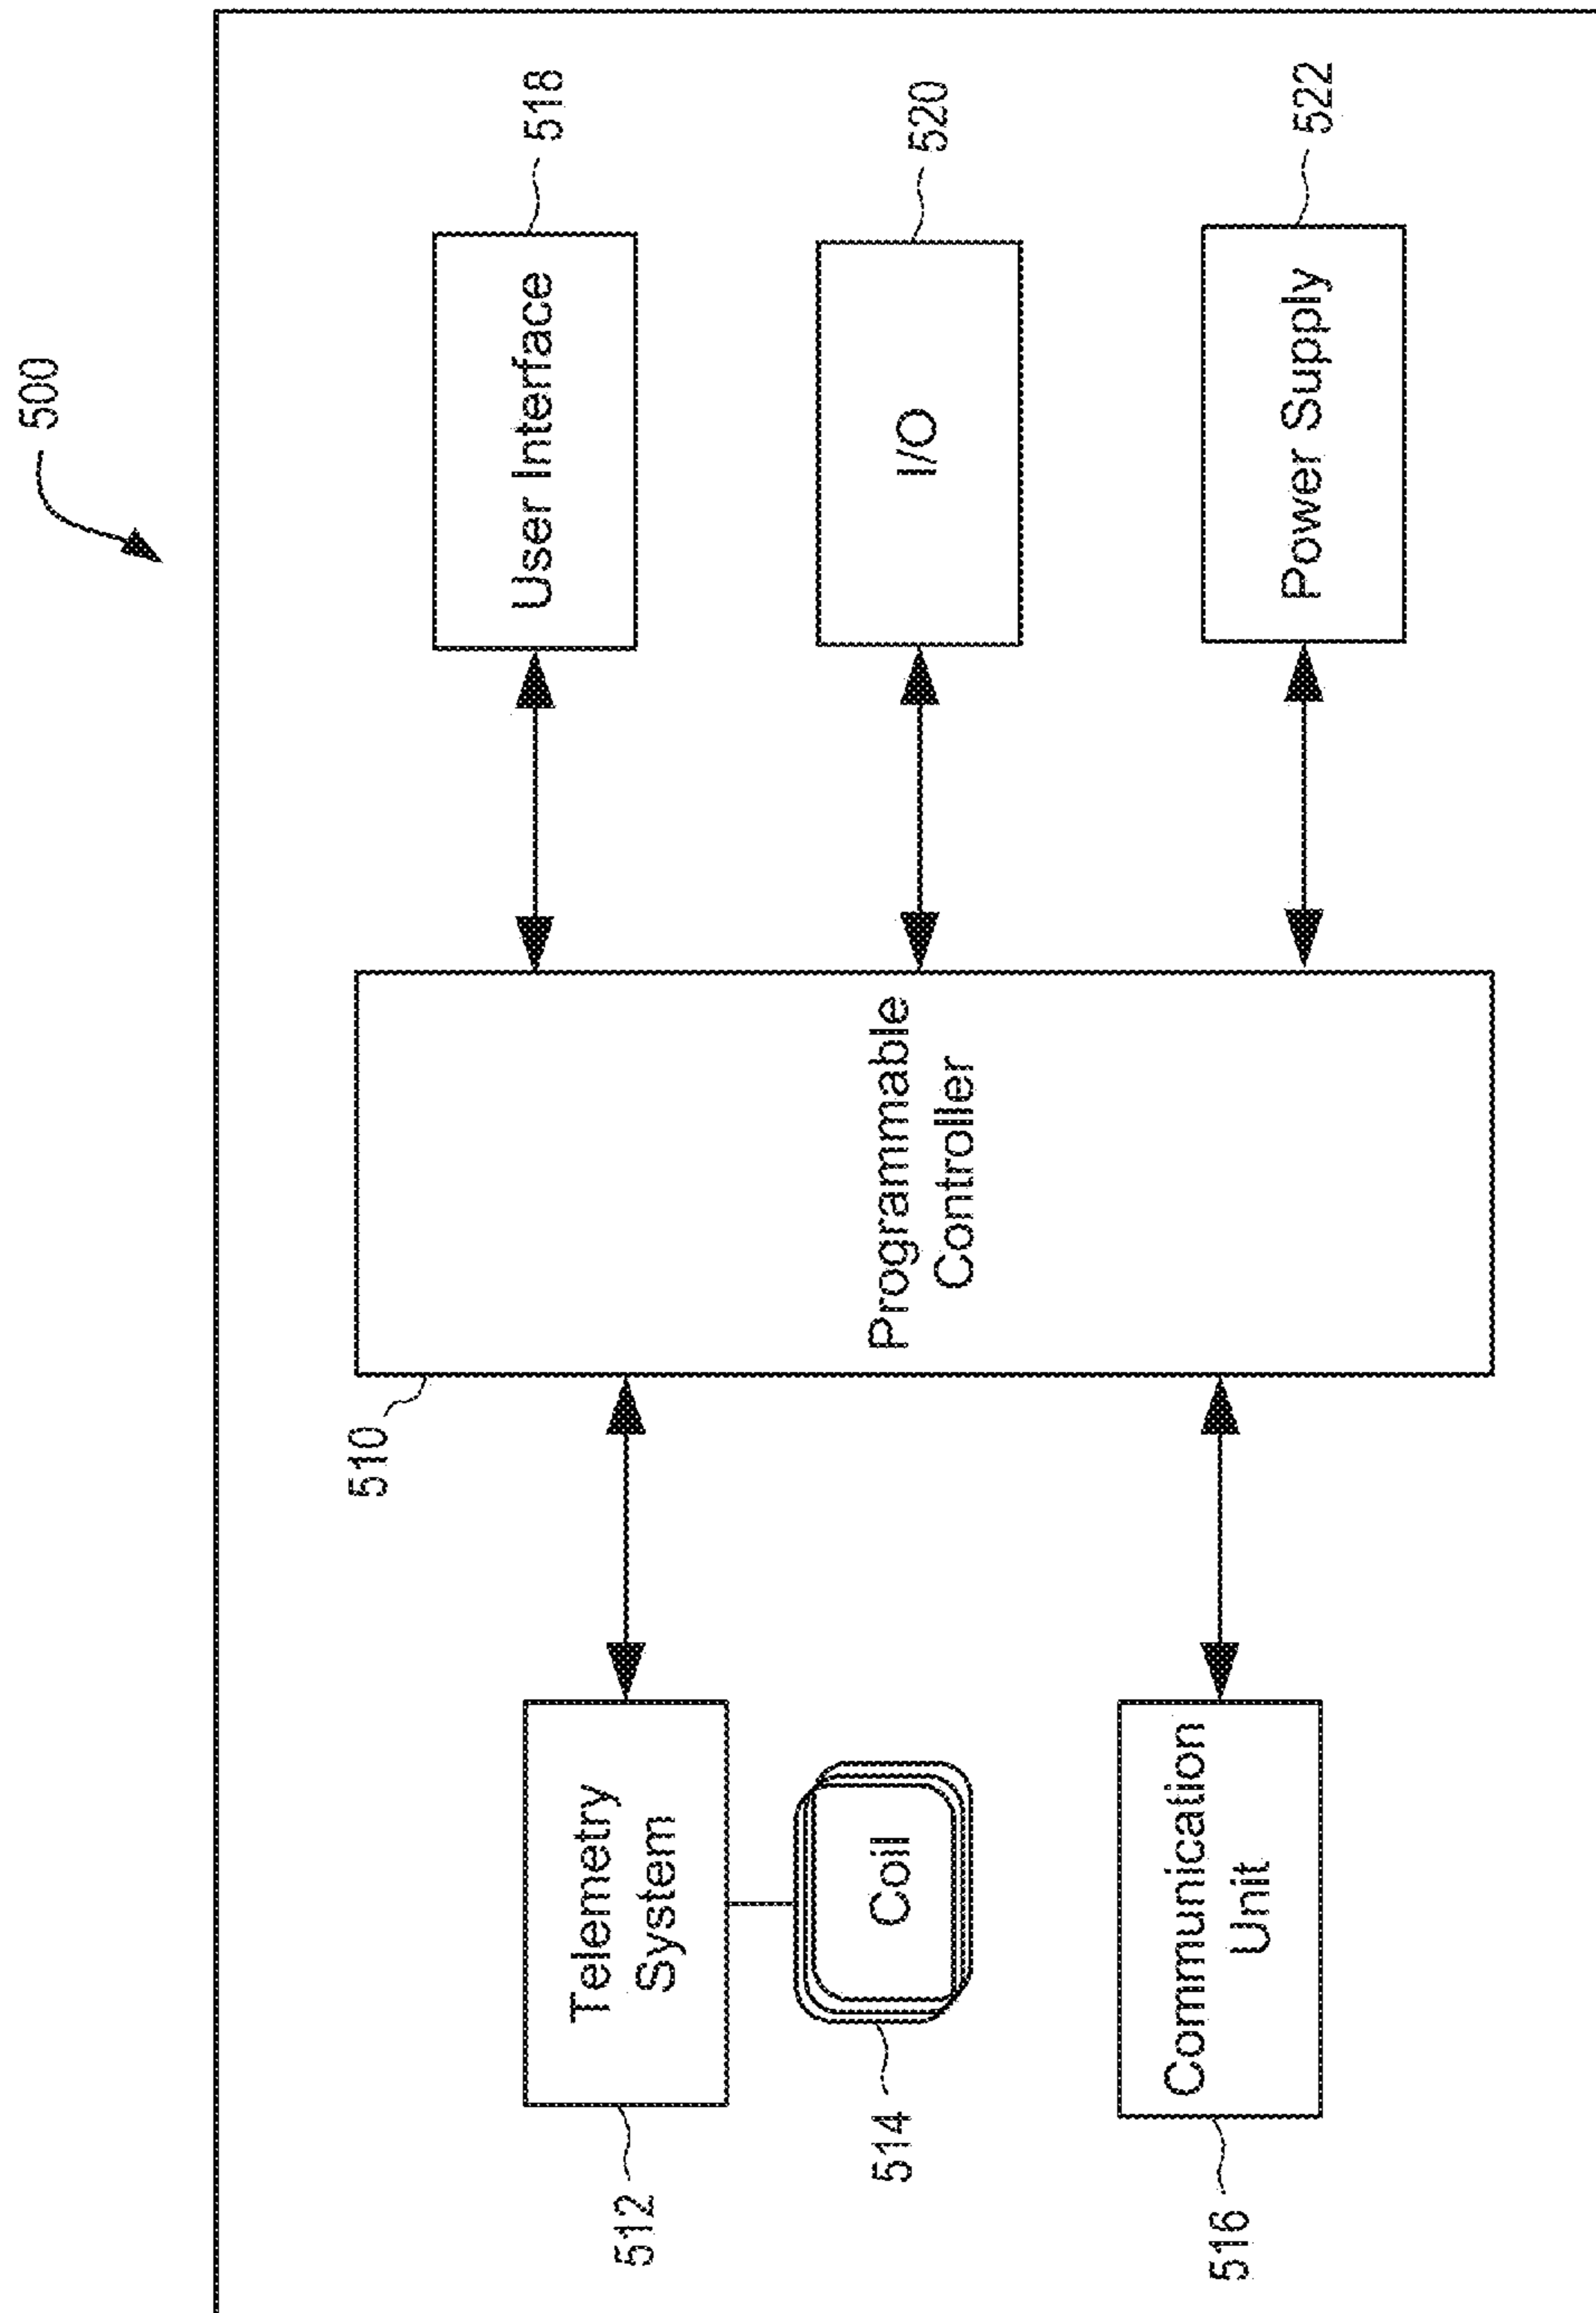 500
510
512
Telemetry
System
514
Coil
516
Communication
Unit
Programmable
Controller
User Interface
518
I/O
520
Power Supply
522